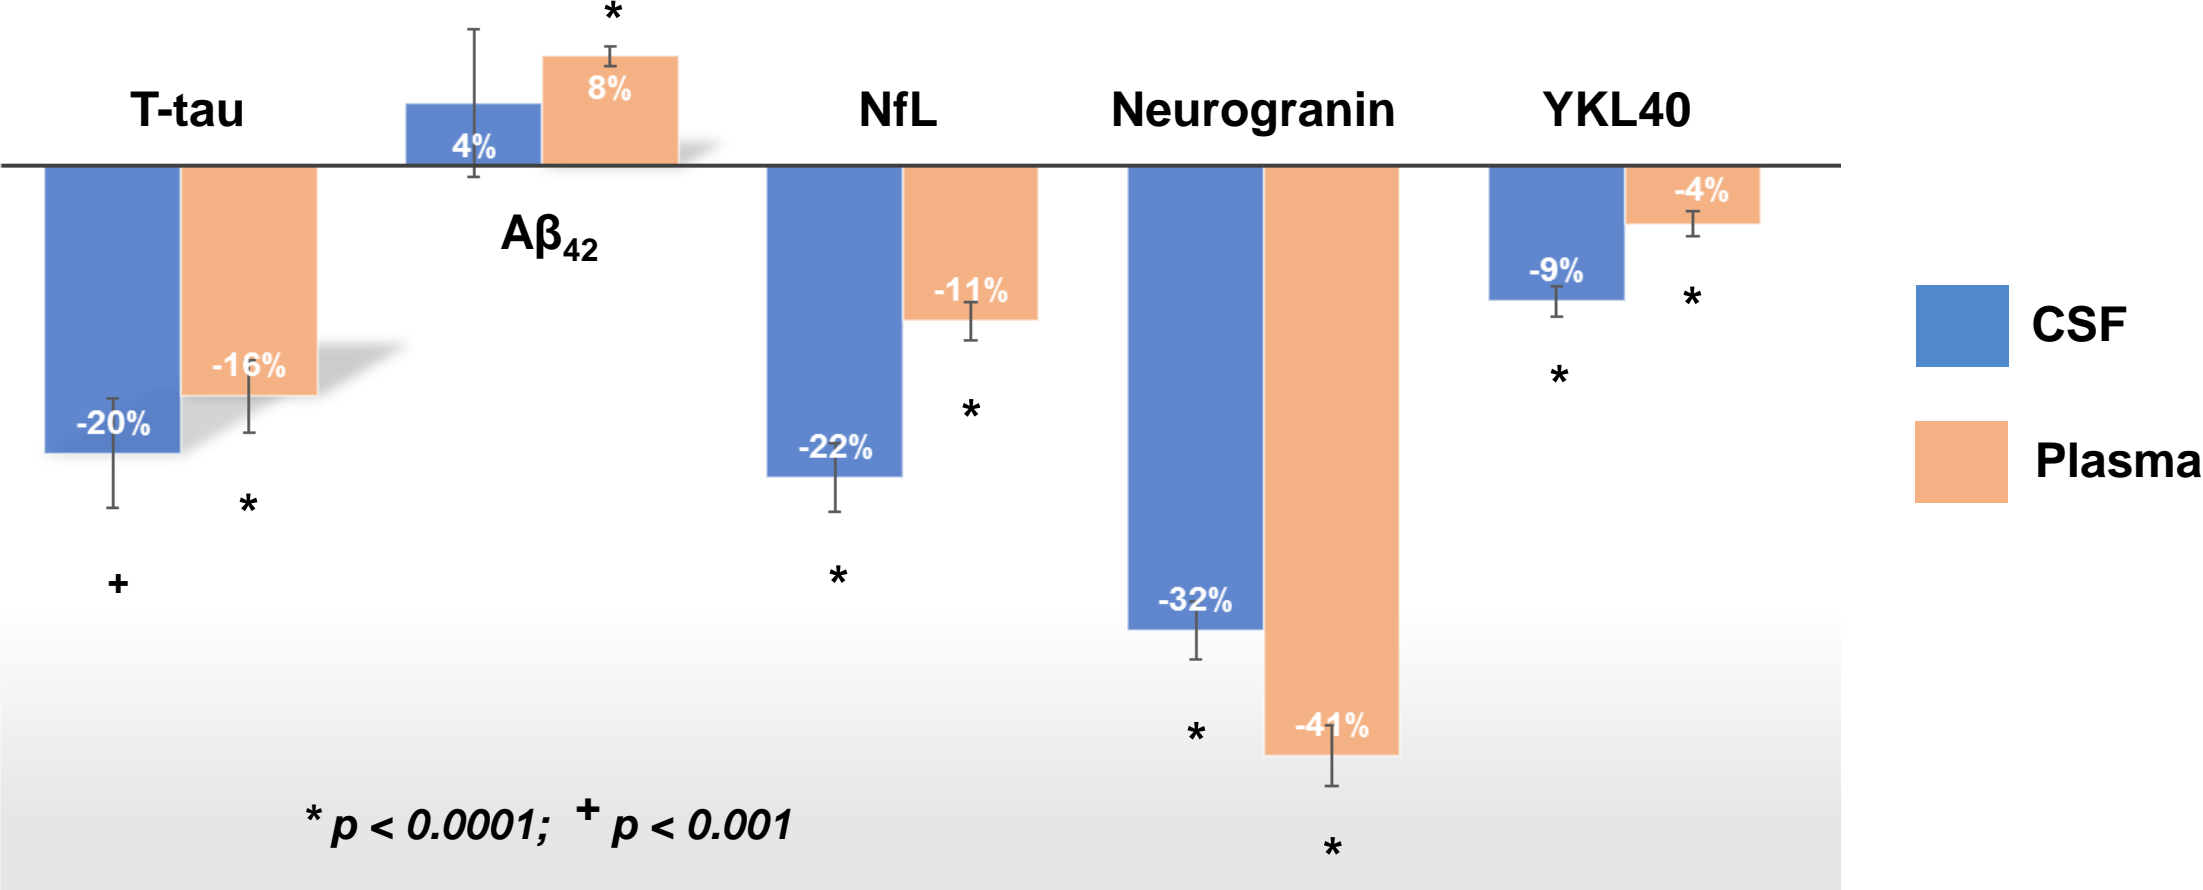 *
8%
T-tau
NfL
Neurogranin
YKL40
4%
-4%
Aβ42
-9%
-11%
*
CSF
-16%
*
*
-20%
-22%
Plasma
*
*
+
-32%
-41%
*
* p < 0.0001; + p < 0.001
*